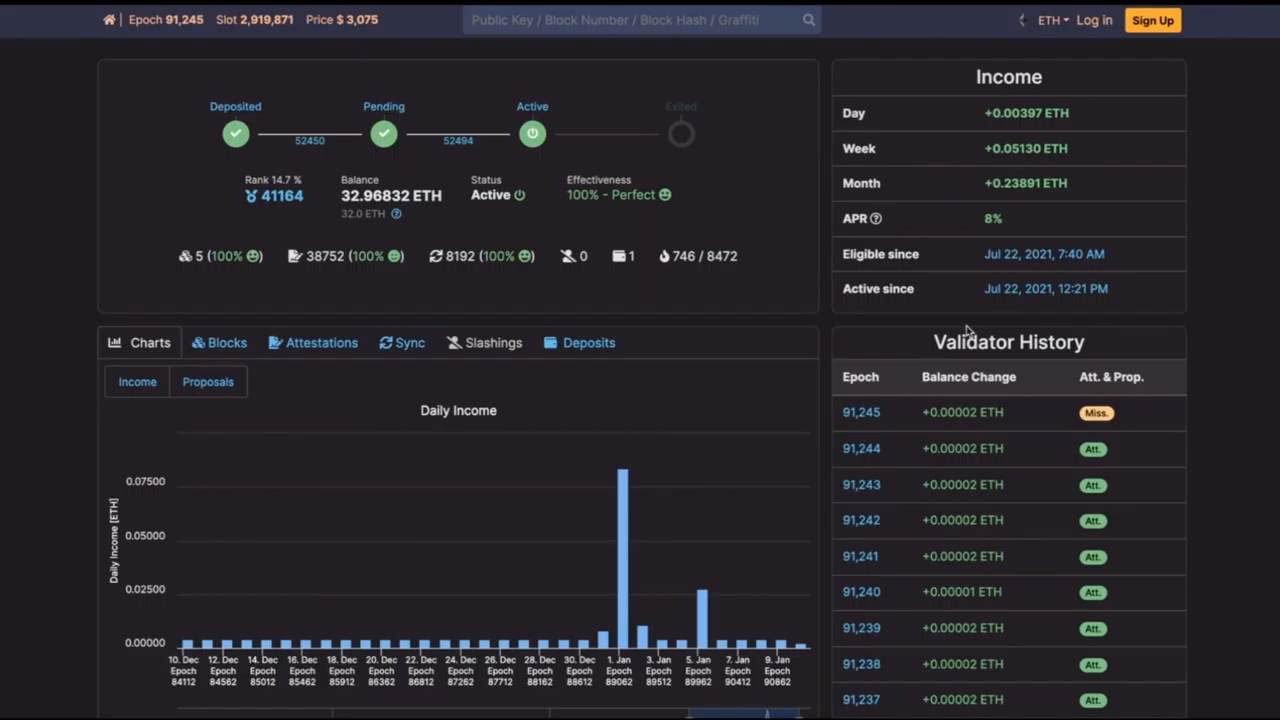 Epoch 91,245 Slot 2,919,871 Price $ 3,075
Public Key / Block Number / Block Hash / Graffiti
ETH Log in Sign Up
Deposited Pending Active Exited
52450 52494
Rank 14.7 % Balance Status Effectiveness
41164 32.96832 ETH Active 100% - Perfect
32.0 ETH
5 (100%) 38752 (100%) 8192 (100%) 0 1 746 / 8472
Income
Day +0.00397 ETH
Week +0.05130 ETH
Month +0.23891 ETH
APR 8%
Eligible since Jul 22, 2021, 7:40 AM
Active since Jul 22, 2021, 12:21 PM
Charts Blocks Attestations Sync Slashings Deposits
Income Proposals
Daily Income
Daily Income [ETH]
0.07500
0.05000
0.02500
0.00000
10. Dec 12. Dec 14. Dec 16. Dec 18. Dec 20. Dec 22. Dec 24. Dec 26. Dec 28. Dec 30. Dec 1. Jan 3. Jan 5. Jan 7. Jan 9. Jan
Epoch Epoch Epoch Epoch Epoch Epoch Epoch Epoch Epoch Epoch Epoch Epoch Epoch Epoch Epoch Epoch
84112 84562 85012 85462 85912 86362 86812 87262 87712 88162 88612 89062 89512 89962 90412 90862
Validator History
Epoch Balance Change Att. & Prop.
91,245 +0.00002 ETH Miss.
91,244 +0.00002 ETH Att.
91,243 +0.00002 ETH Att.
91,242 +0.00002 ETH Att.
91,241 +0.00002 ETH Att.
91,240 +0.00001 ETH Att.
91,239 +0.00002 ETH Att.
91,238 +0.00002 ETH Att.
91,237 +0.00002 ETH Att.